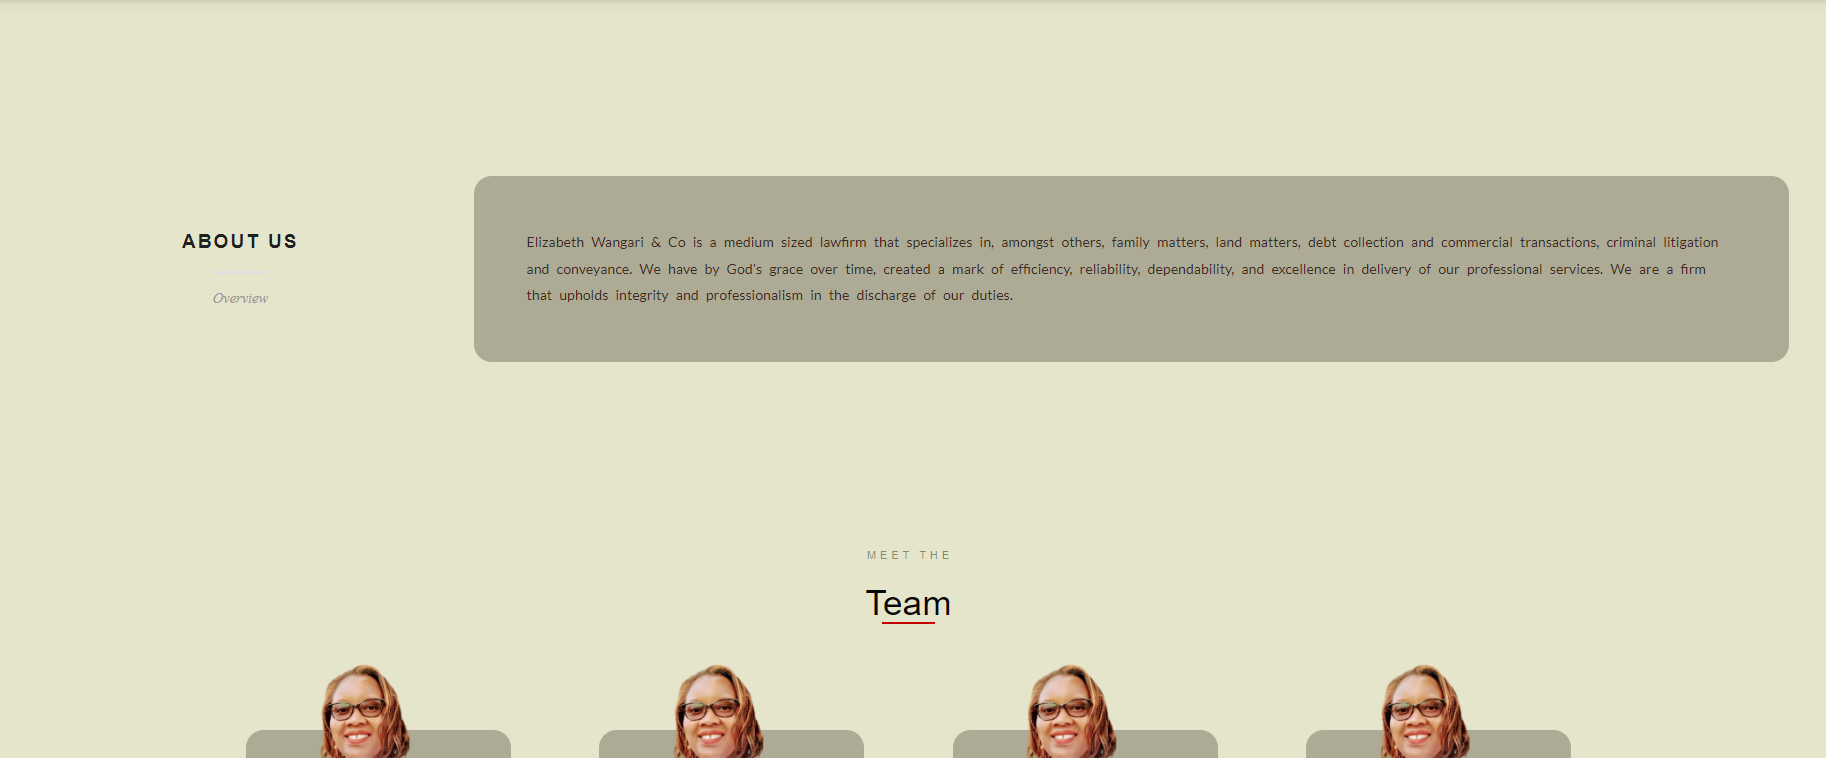 ABOUT US
Overview
Elizabeth Wangari & Co is a medium sized lawfirm that specializes in, amongst others, family matters, land matters, debt collection and commercial transactions, criminal litigation
and conveyance. We have by God's grace over time, created a mark of efficiency, reliability, dependability, and excellence in delivery of our professional services. We are a firm
that upholds integrity and professionalism in the discharge of our duties.
MEET THE
Team